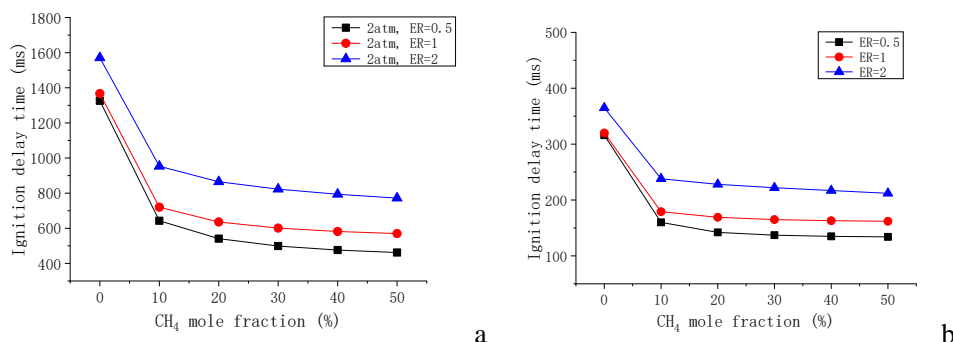 1800
1600
1400
1200
1000
800
600
400
Ignition delay time (ms)
2atm, ER=0.5
2atm, ER=1
2atm, ER=2
0 10 20 30 40 50
CH₄ mole fraction (%)
a
500
400
300
200
100
Ignition delay time (ms)
ER=0.5
ER=1
ER=2
0 10 20 30 40 50
CH₄ mole fraction (%)
b